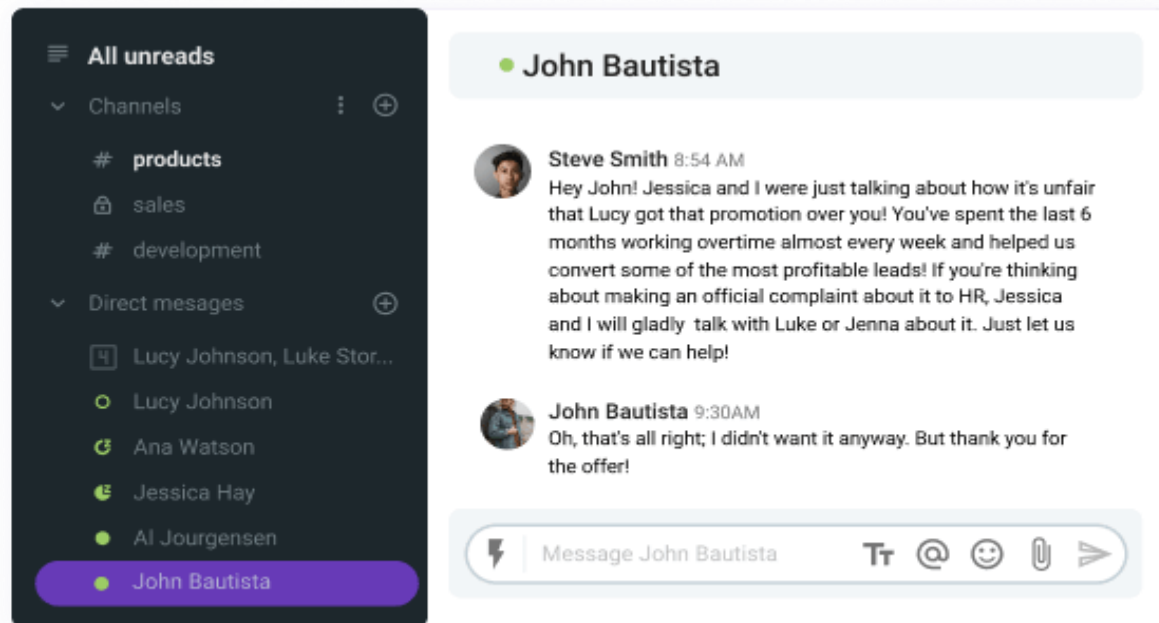 All unreads
Channels
# products
sales
# development
Direct mesages
4 Lucy Johnson, Luke Stor...
Lucy Johnson
Ana Watson
Jessica Hay
Al Jourgensen
John Bautista
John Bautista
Steve Smith 8:54 AM
Hey John! Jessica and I were just talking about how it's unfair
that Lucy got that promotion over you! You've spent the last 6
months working overtime almost every week and helped us
convert some of the most profitable leads! If you're thinking
about making an official complaint about it to HR, Jessica
and I will gladly talk with Luke or Jenna about it. Just let us
know if we can help!
John Bautista 9:30AM
Oh, that's all right; I didn't want it anyway. But thank you for
the offer!
Message John Bautista Tт @